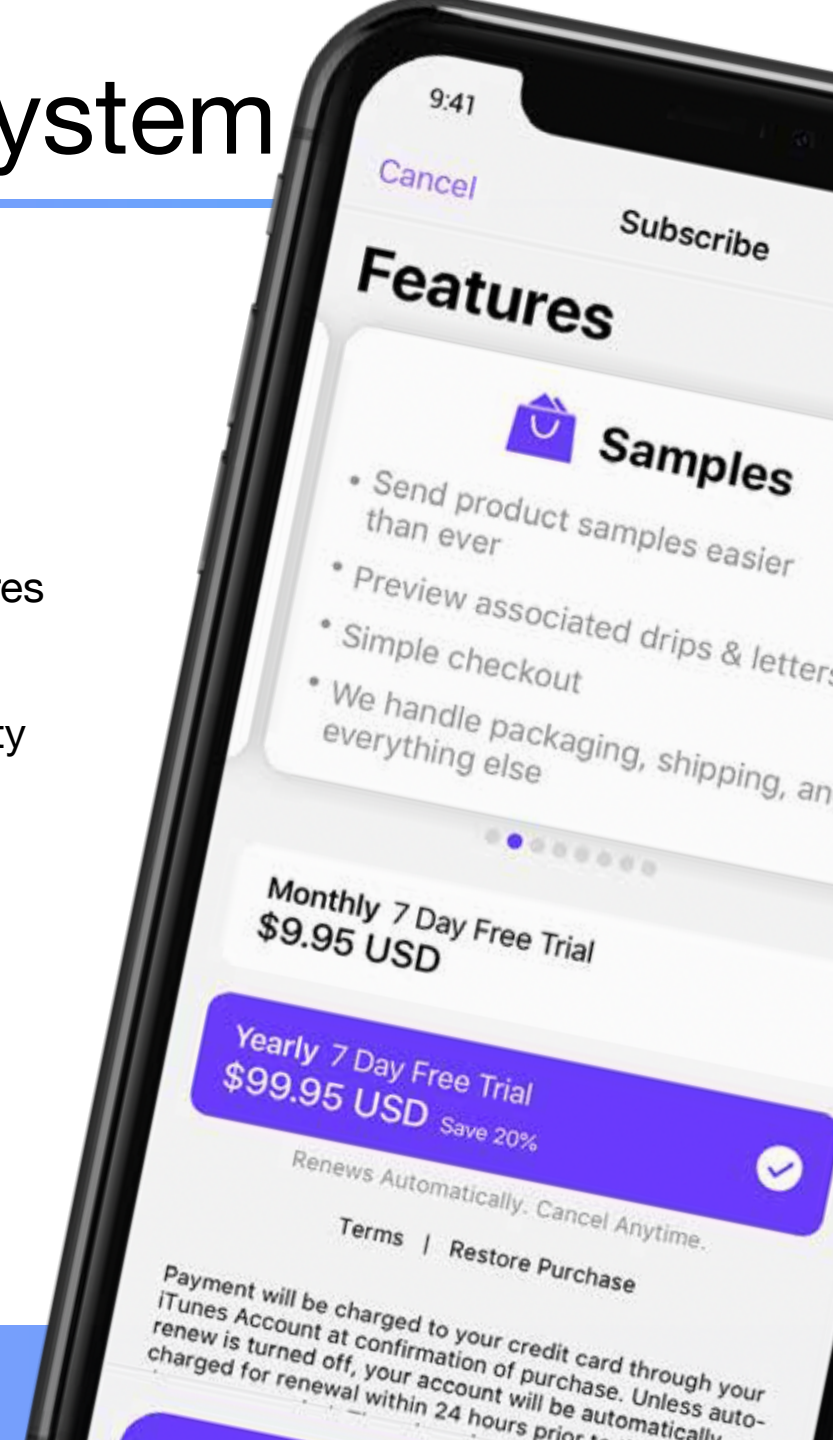 ystem
9:41
Cancel
Subscribe
Features
Samples
• Send product samples easier
than ever
• Preview associated drips & letters
• Simple checkout
• We handle packaging, shipping, an
everything else
res
ty
Monthly 7 Day Free Trial
$9.95 USD
Yearly 7 Day Free Trial
$99.95 USD Save 20%
Renews Automatically. Cancel Anytime.
Terms | Restore Purchase
Payment will be charged to your credit card through your
iTunes Account at confirmation of purchase. Unless auto-
renew is turned off, your account will be automatically
charged for renewal within 24 hours prior